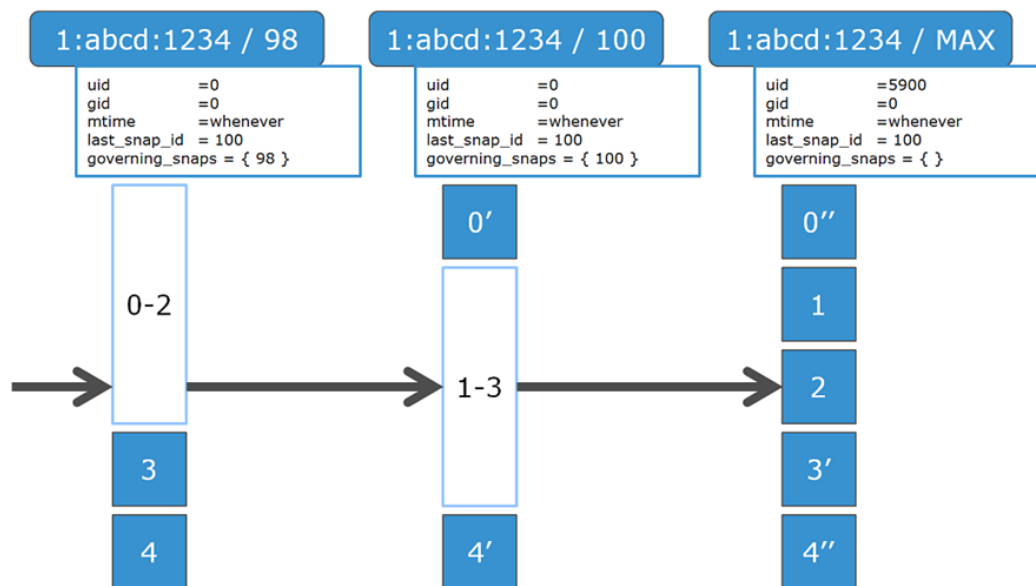 1:abcd:1234 / 98
uid =0
gid =0
mtime =whenever
last_snap_id = 100
governing_snaps = { 98 }
0-2
3
4
1:abcd:1234 / 100
uid =0
gid =0
mtime =whenever
last_snap_id = 100
governing_snaps = { 100 }
0′
1-3
4′
1:abcd:1234 / MAX
uid =5900
gid =0
mtime =whenever
last_snap_id = 100
governing_snaps = { }
0′′
1
2
3′
4′′